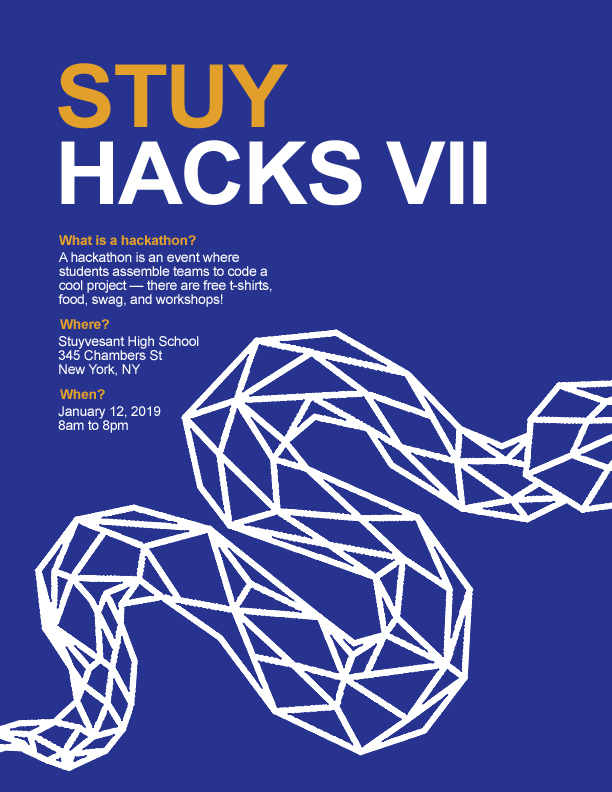 STUY
HACKS VII
What is a hackathon?
A hackathon is an event where
students assemble teams to code a
cool project — there are free t-shirts,
food, swag, and workshops!
Where?
Stuyvesant High School
345 Chambers St
New York, NY
When?
January 12, 2019
8am to 8pm